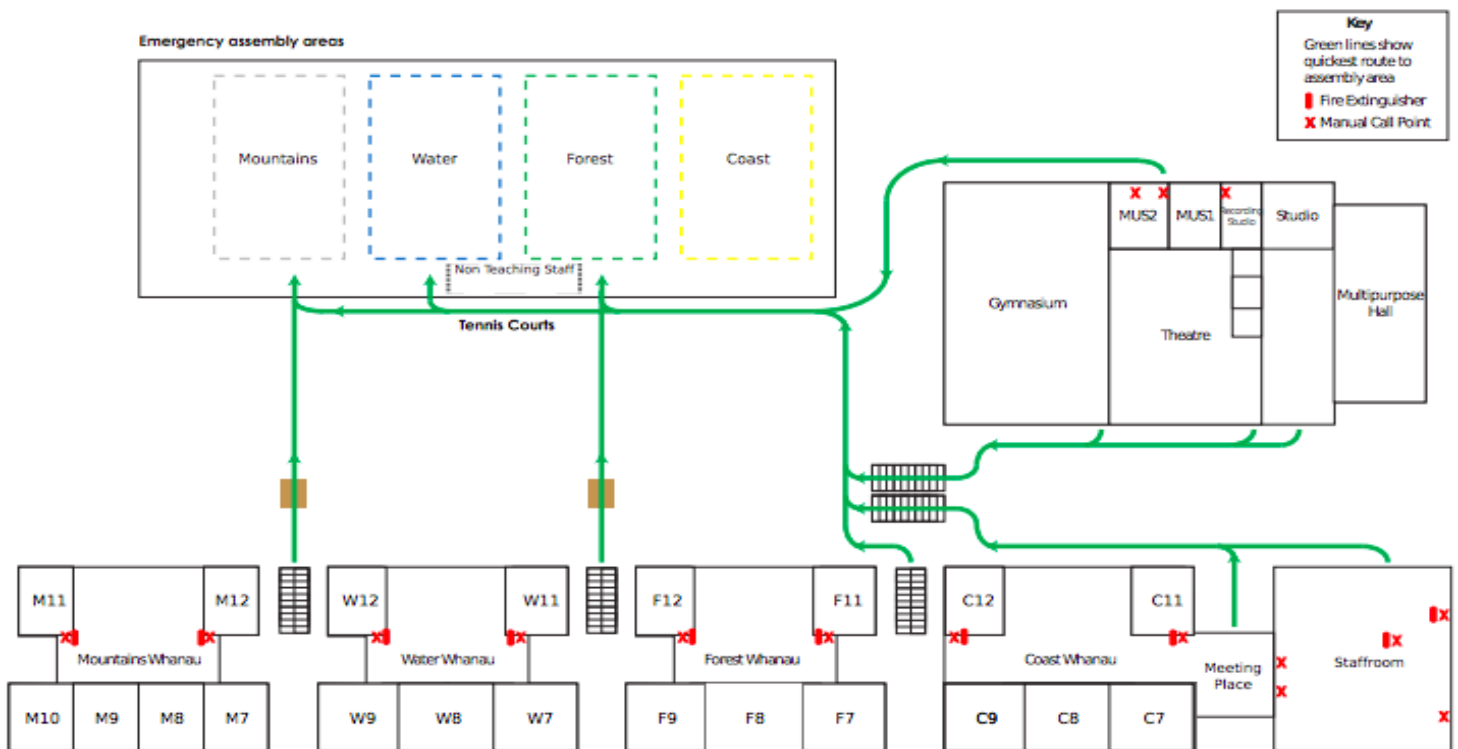 Emergency assembly areas
Key
Green lines show
quickest route to
assembly area
Fire Extinguisher
Manual Call Point
Mountains
Water
Forest
Coast
Non Teaching Staff
Tennis Courts
MUS2
MUS1
Recording
Studio
Studio
Gymnasium
Theatre
Multipurpose
Hall
M11
M12
W12
W11
F12
F11
C12
C11
Mountains Whanau
Water Whanau
Forest Whanau
Coast Whanau
Meeting
Place
Staffroom
M10
M9
M8
M7
W9
W8
W7
F9
F8
F7
C9
C8
C7